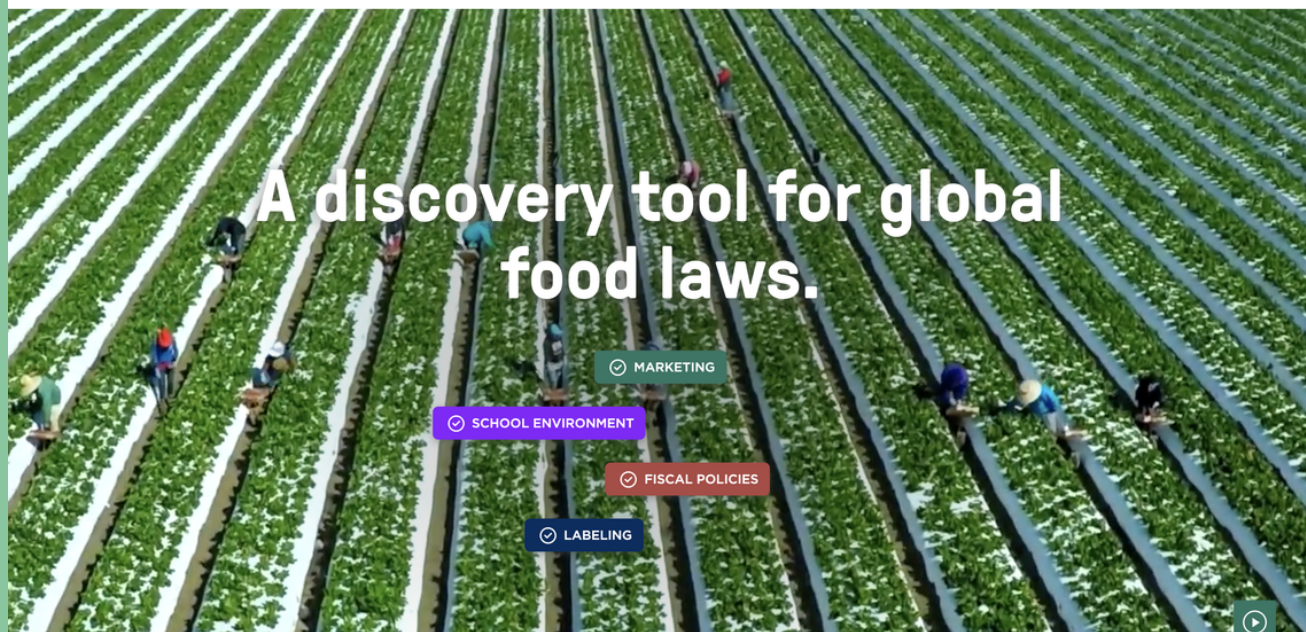 A discovery tool for global
food laws.
MARKETING
SCHOOL ENVIRONMENT
FISCAL POLICIES
LABELING